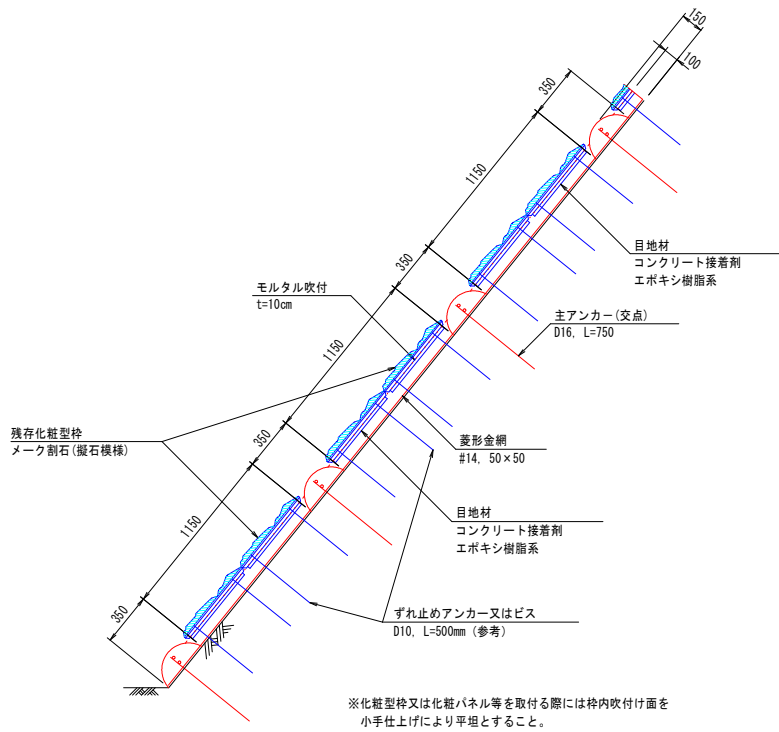 150
100
350
1150
350
1150
350
1150
350
目地材
コンクリート接着剤
エポキシ樹脂系
モルタル吹付
t=10cm
主アンカー(交点)
D16, L=750
残存化粧型枠
メーク割石(擬石模様)
菱形金網
#14, 50×50
目地材
コンクリート接着剤
エポキシ樹脂系
ずれ止めアンカー又はビス
D10, L=500mm (参考)
※化粧型枠又は化粧パネル等を取付る際には枠内吹付け面を
小手仕上げにより平坦とすること。